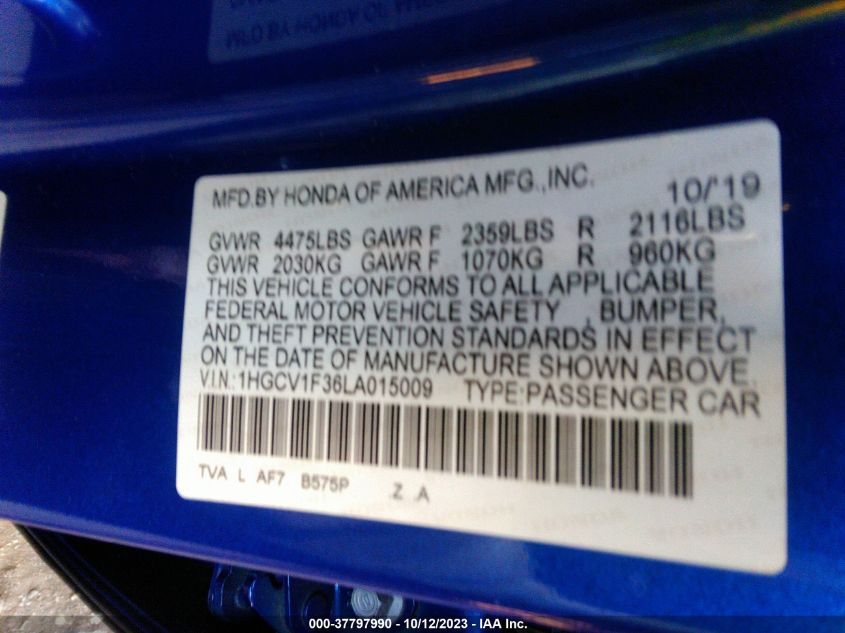 MFD.BY HONDA OF AMERICA MFG.,INC. 10/'19
GVWR 4475LBS GAWR F 2359LBS R 2116LBS
GVWR 2030KG GAWR F 1070KG R 960KG
THIS VEHICLE CONFORMS TO ALL APPLICABLE
FEDERAL MOTOR VEHICLE SAFETY , BUMPER,
AND THEFT PREVENTION STANDARDS IN EFFECT
ON THE DATE OF MANUFACTURE SHOWN ABOVE.
V.I.N.:1HGCV1F36LA015009 TYPE:PASSENGER CAR
TVA L AF7 B575P Z A
000-37797990 - 10/12/2023 - IAA Inc.